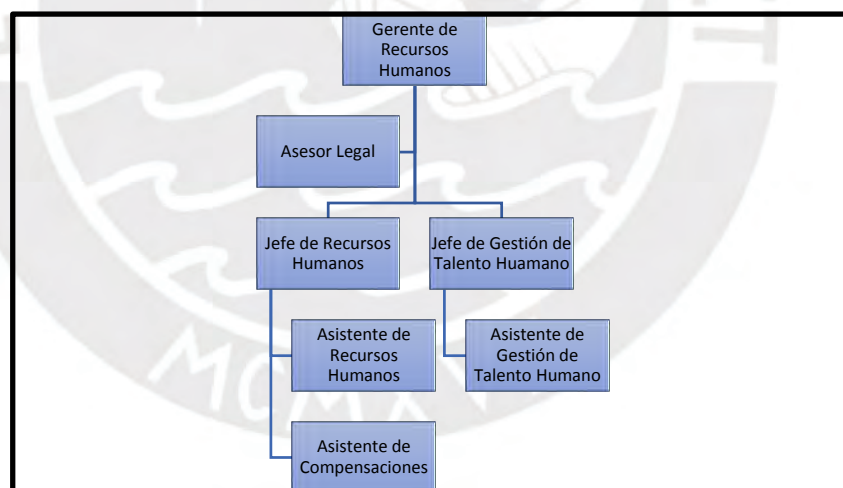 Gerente de
Recursos
Humanos
Asesor Legal
Jefe de Recursos
Humanos
Jefe de Gestión de
Talento Huamano
Asistente de
Recursos
Humanos
Asistente de
Gestión de
Talento Humano
Asistente de
Compensaciones